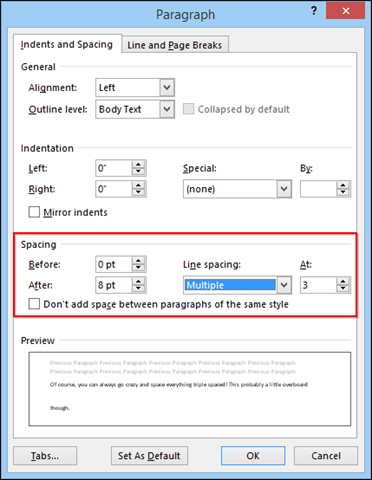 Paragraph ?
Indents and Spacing Line and Page Breaks
General
Alignment: Left
Outline level: Body Text Collapsed by default
Indentation
Left: 0" Special: By:
Right: 0" (none)
Mirror indents
Spacing
Before: 0 pt Line spacing: At:
After: 8 pt Multiple 3
Don't add space between paragraphs of the same style
Preview
Previous Paragraph Previous Paragraph Previous Paragraph Previous Paragraph Previous Paragraph
Previous Paragraph Previous Paragraph Previous Paragraph Previous Paragraph Previous Paragraph
Of course, you can always go crazy and space everything triple spaced! This probably a little overboard
though.
Tabs... Set As Default OK Cancel